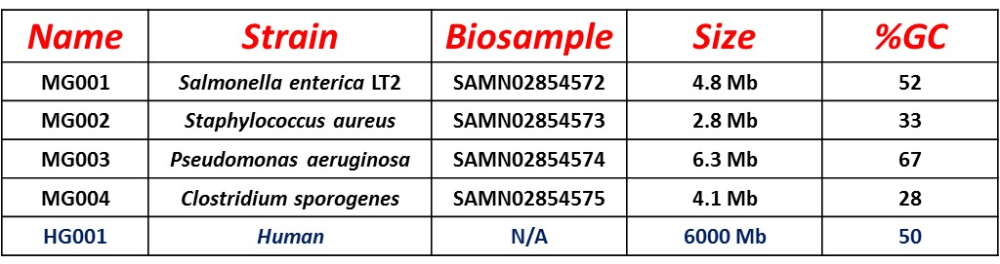 Name Strain Biosample Size %GC
MG001 Salmonella enterica LT2 SAMN02854572 4.8 Mb 52
MG002 Staphylococcus aureus SAMN02854573 2.8 Mb 33
MG003 Pseudomonas aeruginosa SAMN02854574 6.3 Mb 67
MG004 Clostridium sporogenes SAMN02854575 4.1 Mb 28
HG001 Human N/A 6000 Mb 50